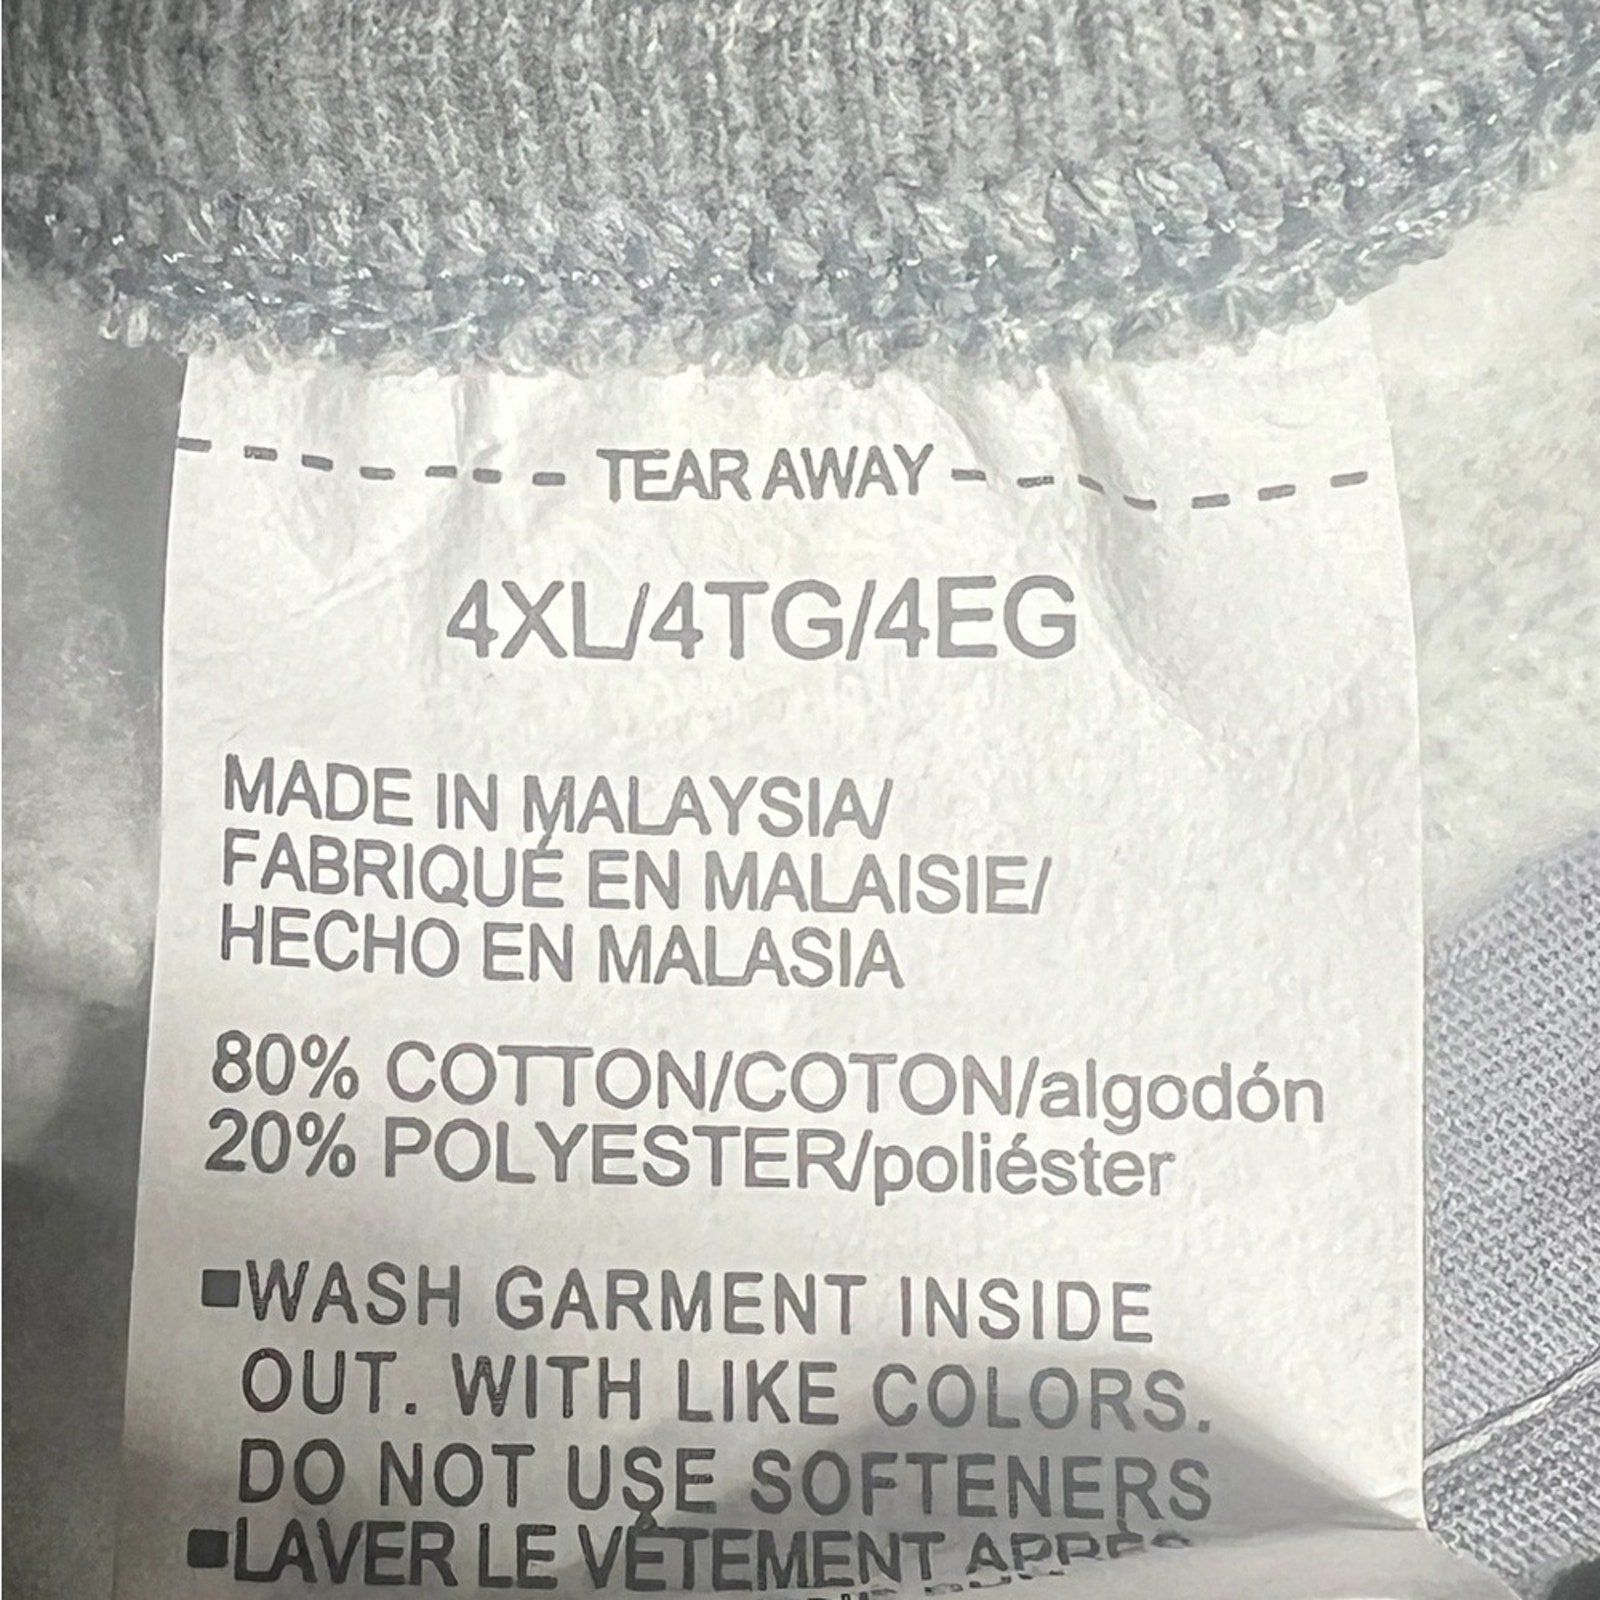 TEAR AWAY
4XL/4TG/4EG
MADE IN MALAYSIA/
FABRIQUÉ EN MALAISIE/
HECHO EN MALASIA
80% COTTON/COTON/algodón
20% POLYESTER/poliéster
▪WASH GARMENT INSIDE
OUT. WITH LIKE COLORS.
DO NOT USE SOFTENERS
▪LAVER LE VÊTEMENT APRÈS